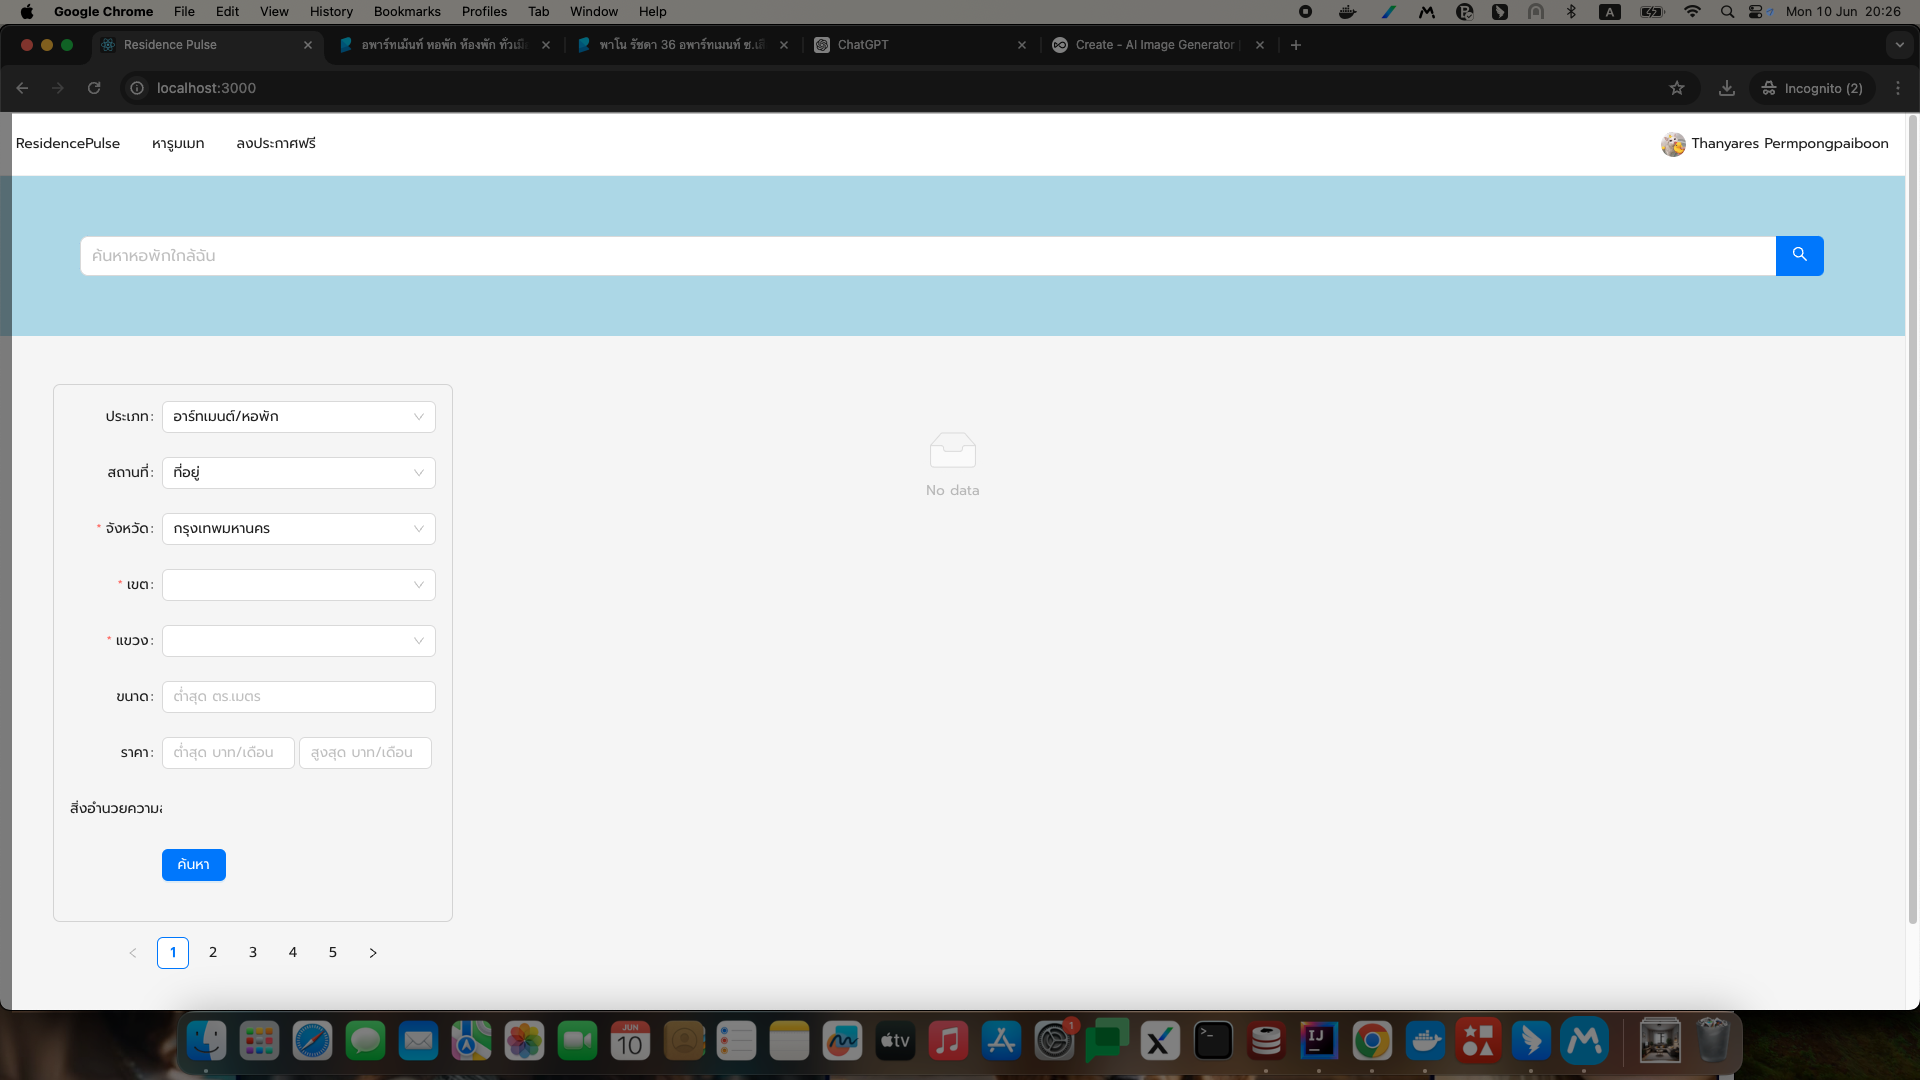 Google Chrome File Edit View History Bookmarks Profiles Tab Window Help A Mon 10 Jun 20:26
Residence Pulse อพาร์ทเม้นท์ หอพัก ห้องพัก ทั่วเมื พาโน รัชดา 36 อพาร์ทเมนท์ ซ.เสื ChatGPT Create - AI Image Generator
localhost:3000 Incognito (2)
ResidencePulse หารูมเมท ลงประกาศฟรี Thanyares Permpongpaiboon
ค้นหาหอพักใกล้ฉัน
ประเภท: อาร์ทเมนต์/หอพัก
สถานที่: ที่อยู่
* จังหวัด: กรุงเทพมหานคร
No data
* เขต:
* แขวง:
ขนาด: ต่ำสุด ตร.เมตร
ราคา: ต่ำสุด บาท/เดือน สูงสุด บาท/เดือน
สิ่งอำนวยความส
ค้นหา
< 1 2 3 4 5 >
JUN
10
tv
1
IJ